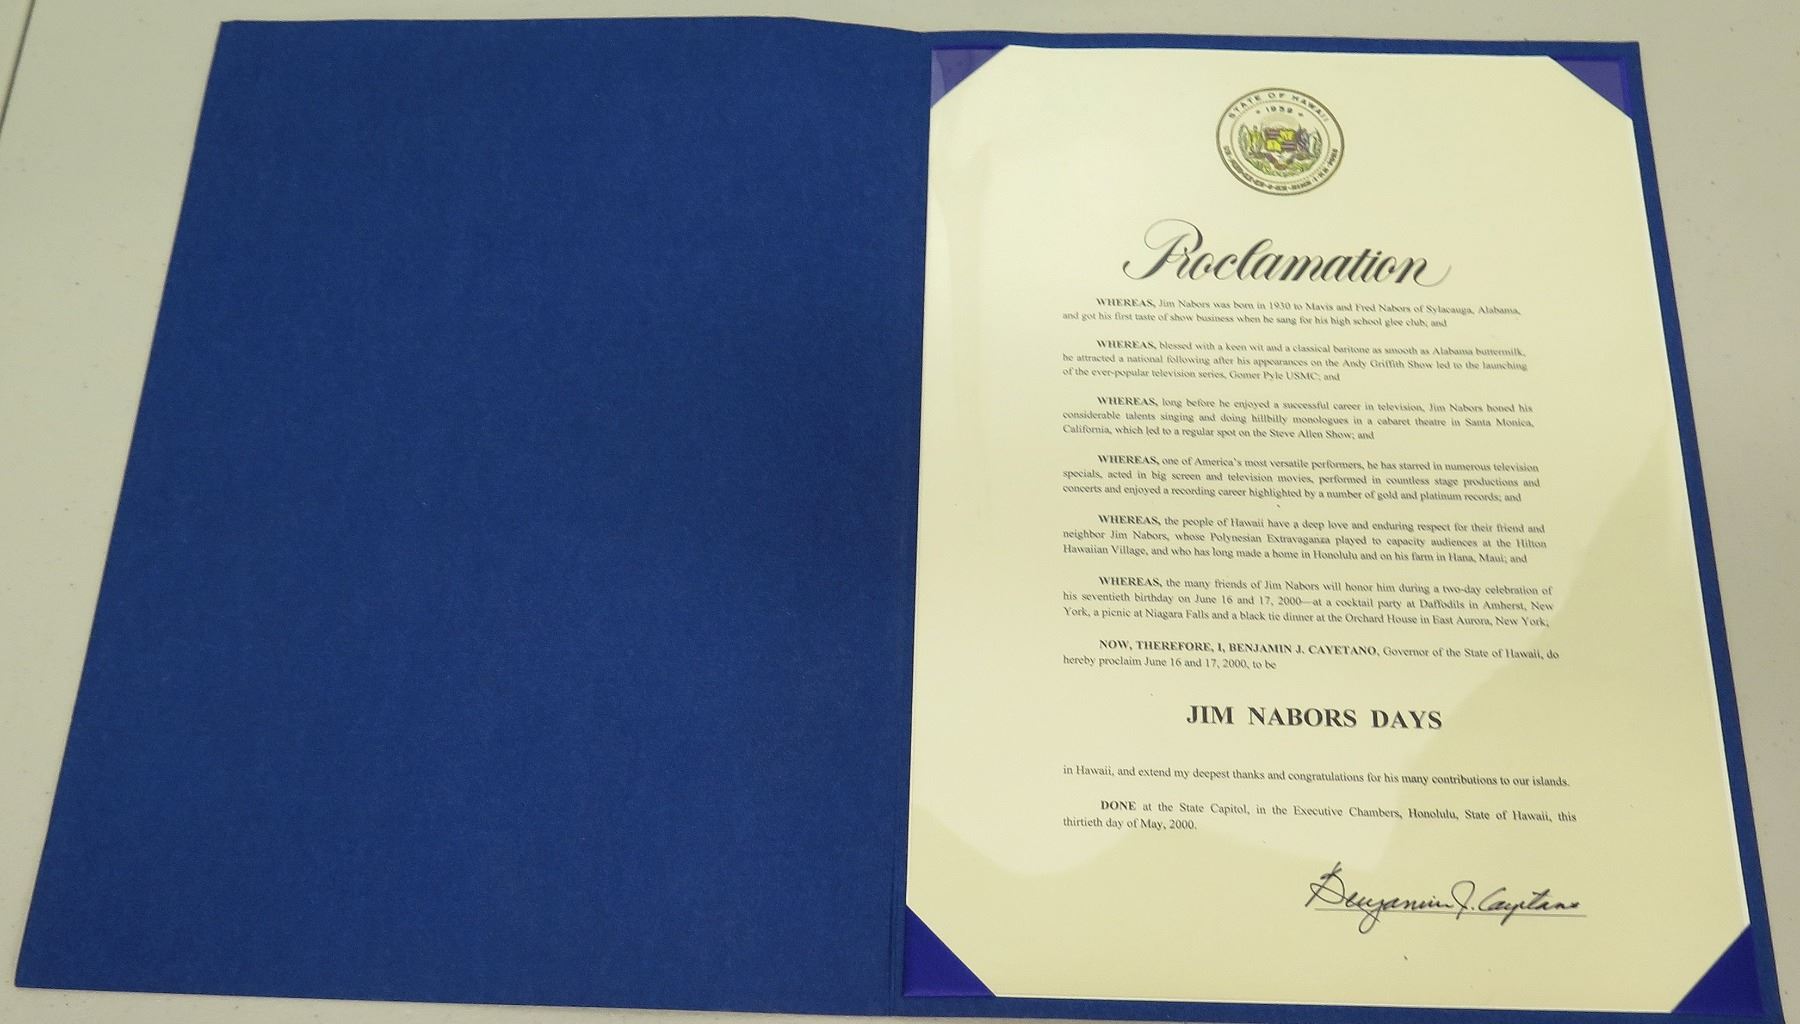 STATE OF HAWAII
1959
Proclamation
WHEREAS, Jim Nabors was born in 1930 to Mavis and Fred Nabors of Sylacauga, Alabama,
and got his first taste of show business when he sang for his high school glee club; and
WHEREAS, blessed with a keen wit and a classical baritone as smooth as Alabama buttermilk,
he attracted a national following after his appearances on the Andy Griffith Show led to the launching
of the ever-popular television series, Gomer Pyle USMC; and
WHEREAS, long before he enjoyed a successful career in television, Jim Nabors honed his
considerable talents singing and doing hillbilly monologues in a cabaret theatre in Santa Monica,
California, which led to a regular spot on the Steve Allen Show; and
WHEREAS, one of America's most versatile performers, he has starred in numerous television
specials, acted in big screen and television movies, performed in countless stage productions and
concerts and enjoyed a recording career highlighted by a number of gold and platinum records; and
WHEREAS, the people of Hawaii have a deep love and enduring respect for their friend and
neighbor Jim Nabors, whose Polynesian Extravaganza played to capacity audiences at the Hilton
Hawaiian Village, and who has long made a home in Honolulu and on his farm in Hana, Maui; and
WHEREAS, the many friends of Jim Nabors will honor him during a two-day celebration of
his seventieth birthday on June 16 and 17, 2000—at a cocktail party at Daffodils in Amherst, New
York, a picnic at Niagara Falls and a black tie dinner at the Orchard House in East Aurora, New York;
NOW, THEREFORE, I, BENJAMIN J. CAYETANO, Governor of the State of Hawaii, do
hereby proclaim June 16 and 17, 2000, to be
JIM NABORS DAYS
in Hawaii, and extend my deepest thanks and congratulations for his many contributions to our islands.
DONE at the State Capitol, in the Executive Chambers, Honolulu, State of Hawaii, this
thirtieth day of May, 2000.
Benjamin J. Cayetano